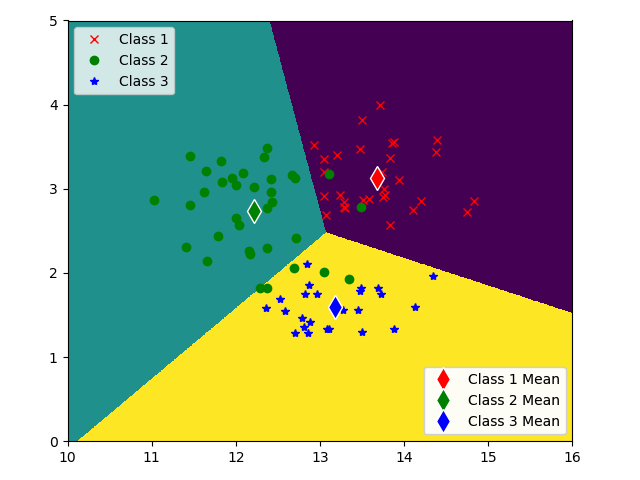 5
4
3
2
1
0
10
11
12
13
14
15
16
Class 1
Class 2
Class 3
Class 1 Mean
Class 2 Mean
Class 3 Mean